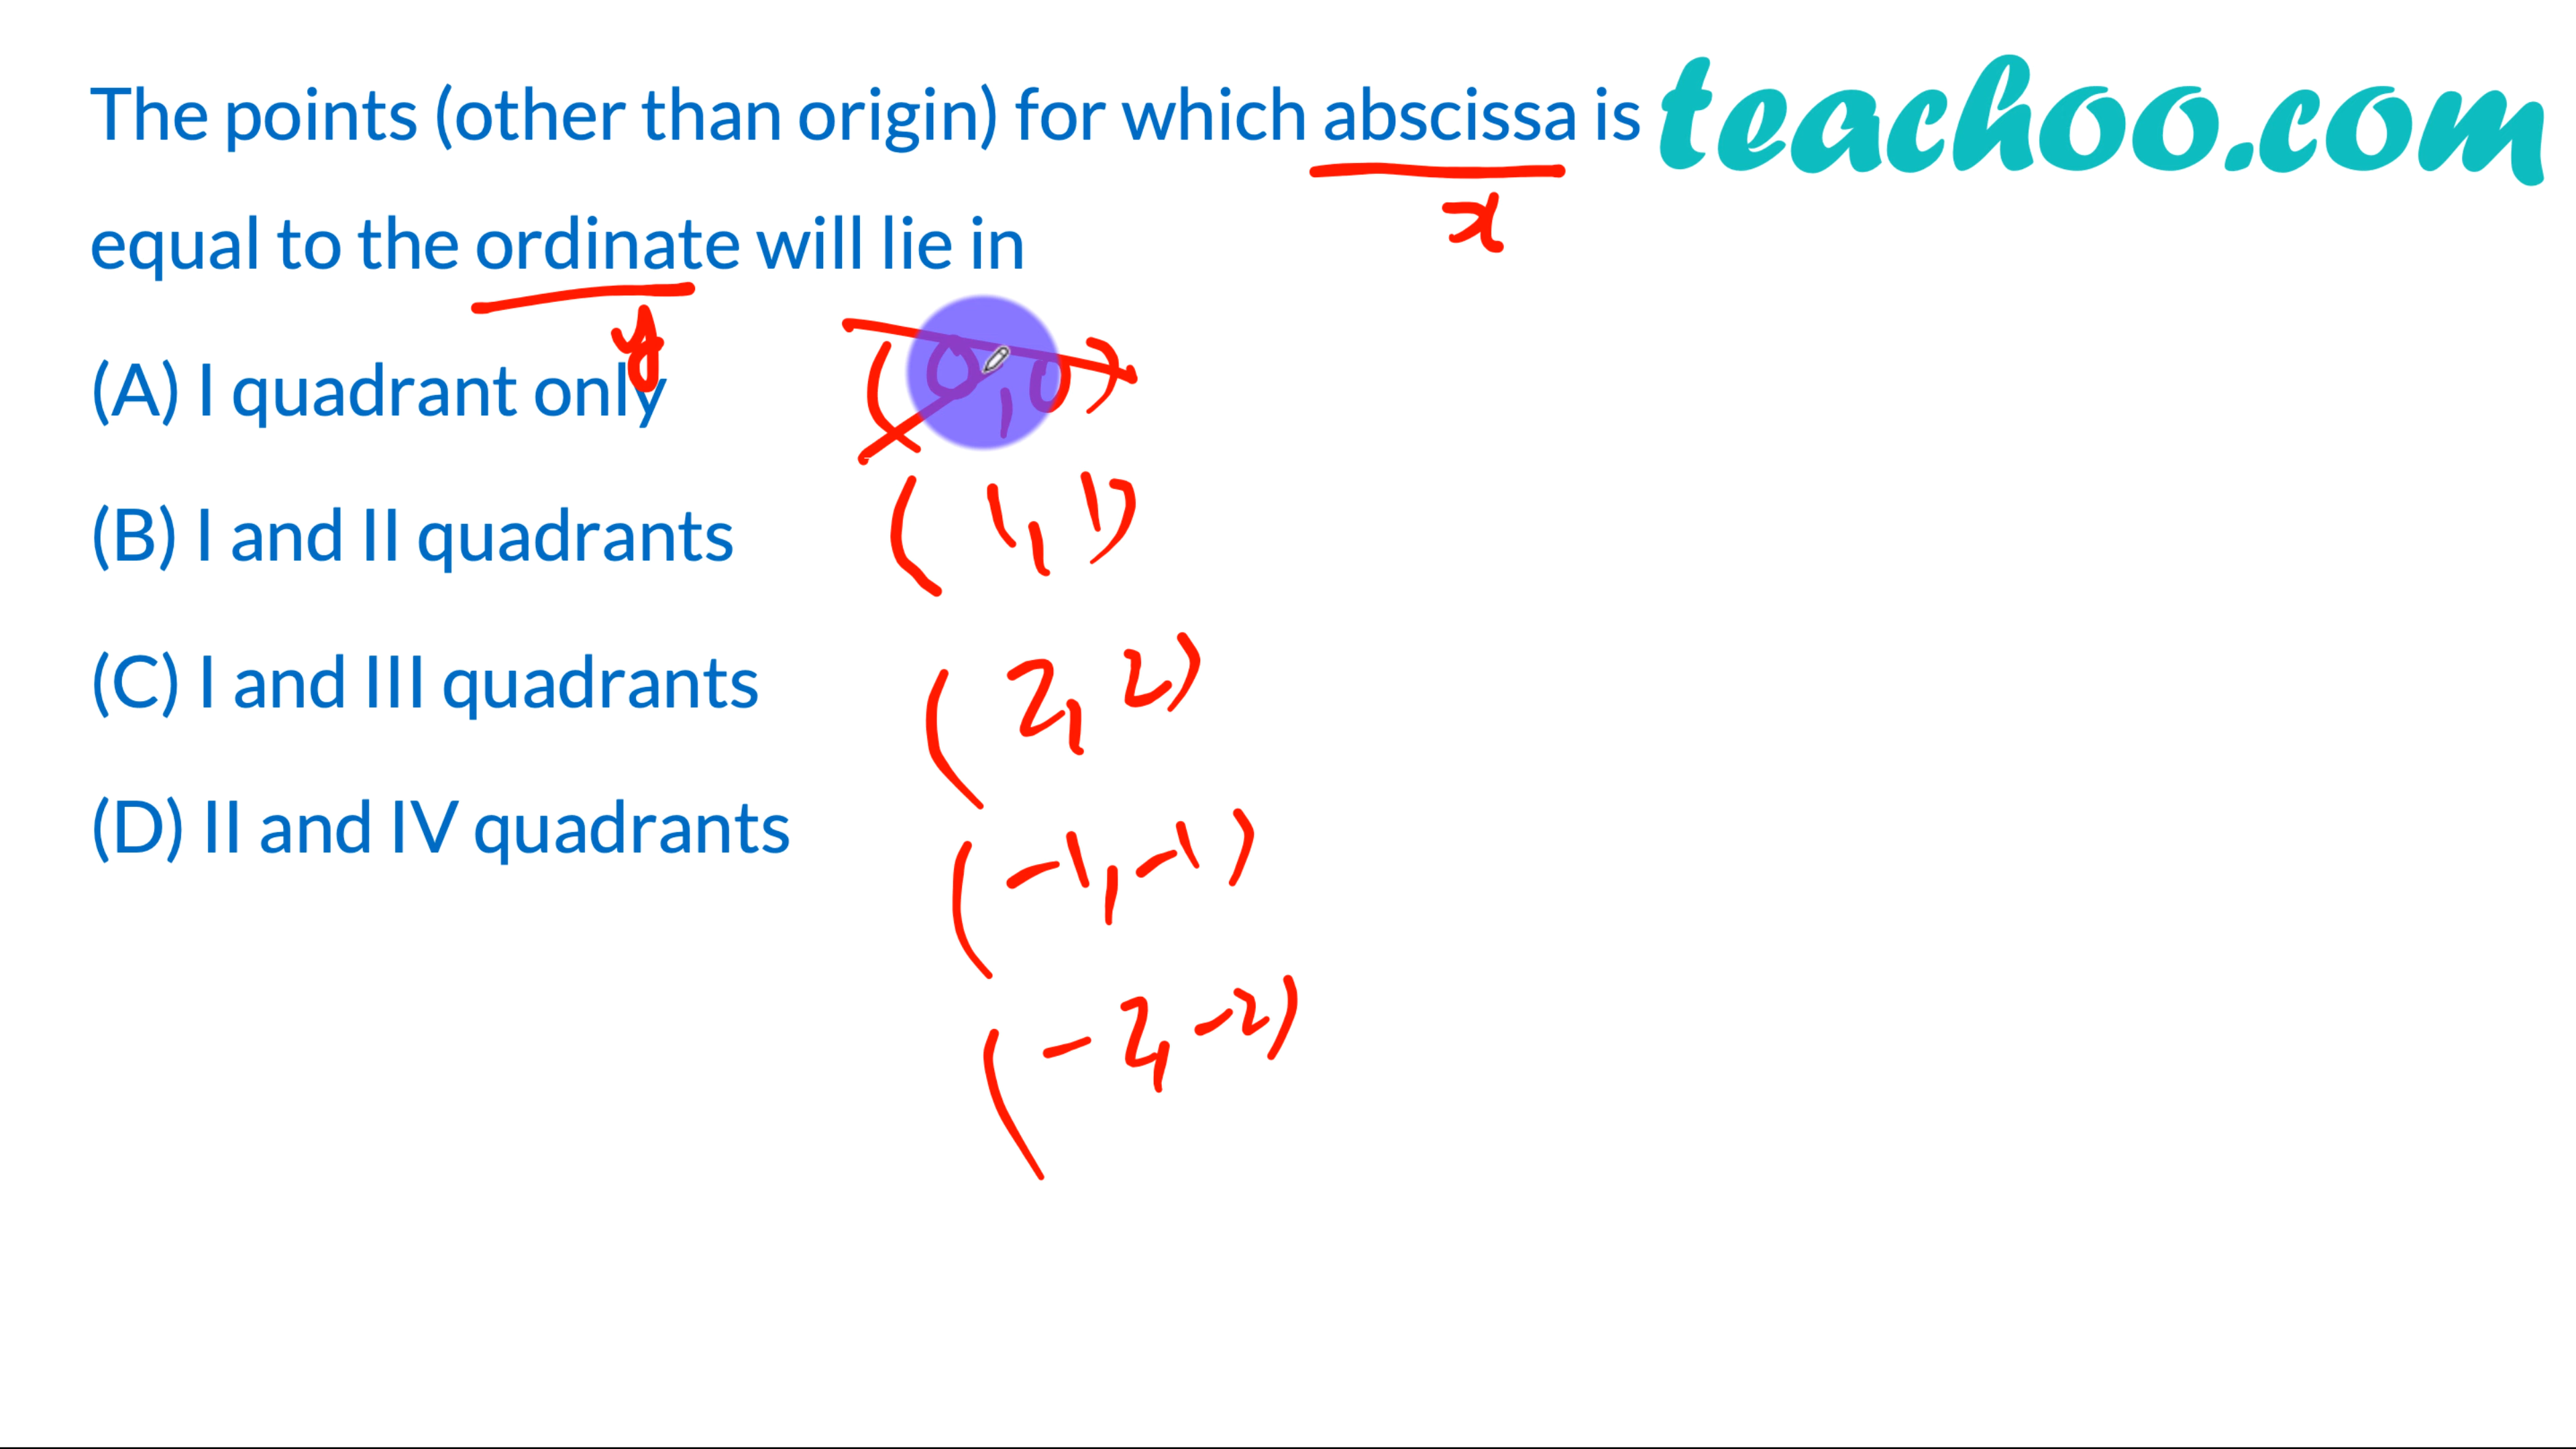 The points (other than origin) for which abscissa is
teachoo.com
x
equal to the ordinate will lie in
y
(0,0)
(A) I quadrant only
(1,1)
(B) I and II quadrants
(2,2)
(C) I and III quadrants
(-1,-1)
(D) II and IV quadrants
(-2,-2)